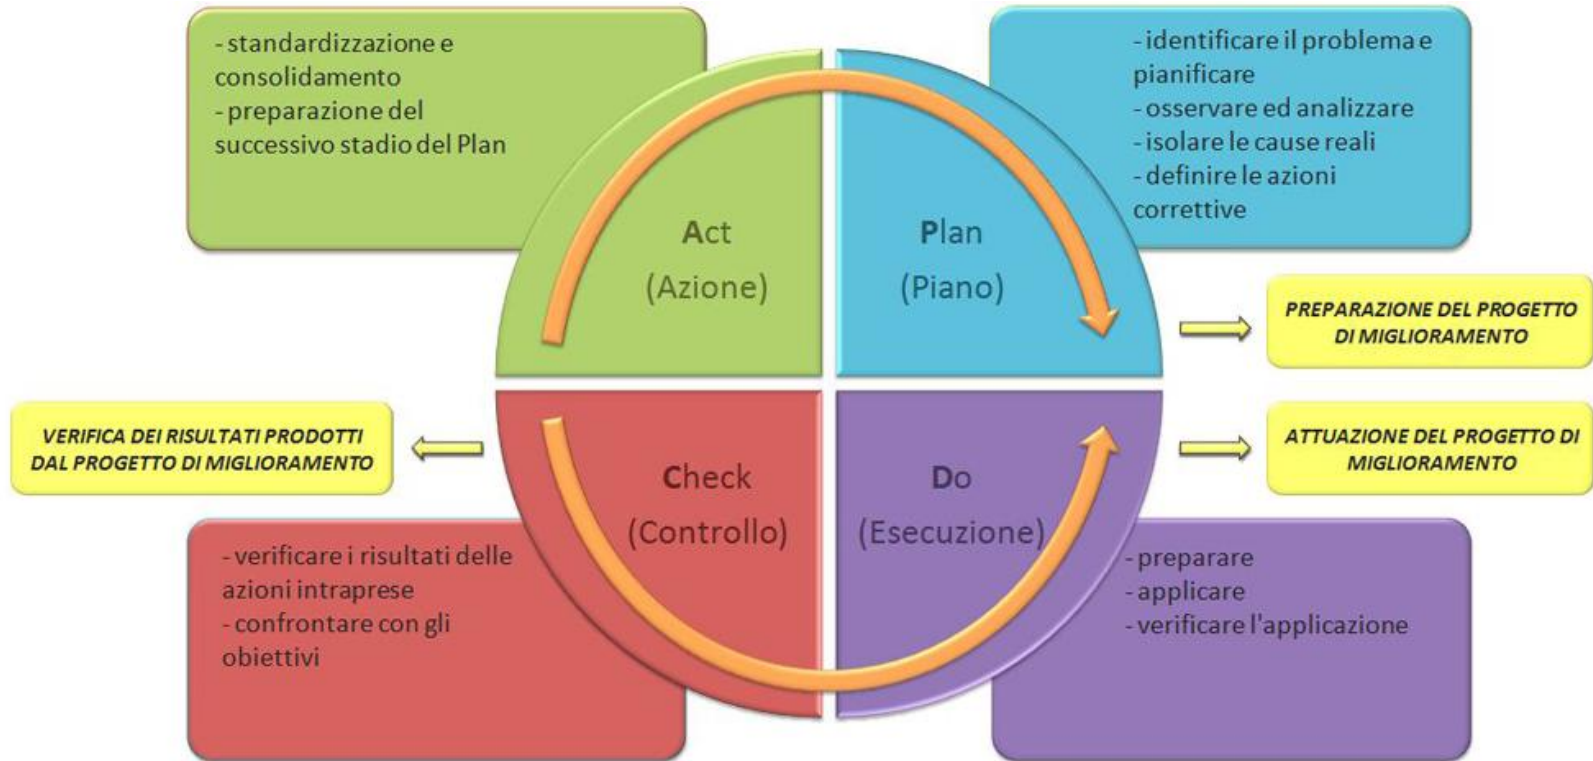 - standardizzazione e
consolidamento
- preparazione del
successivo stadio del Plan
- identificare il problema e
pianificare
- osservare ed analizzare
- isolare le cause reali
- definire le azioni
correttive
Act
(Azione)
Plan
(Piano)
PREPARAZIONE DEL PROGETTO
DI MIGLIORAMENTO
VERIFICA DEI RISULTATI PRODOTTI
DAL PROGETTO DI MIGLIORAMENTO
Check
(Controllo)
Do
(Esecuzione)
ATTUAZIONE DEL PROGETTO DI
MIGLIORAMENTO
- verificare i risultati delle
azioni intraprese
- confrontare con gli
obiettivi
- preparare
- applicare
- verificare l'applicazione